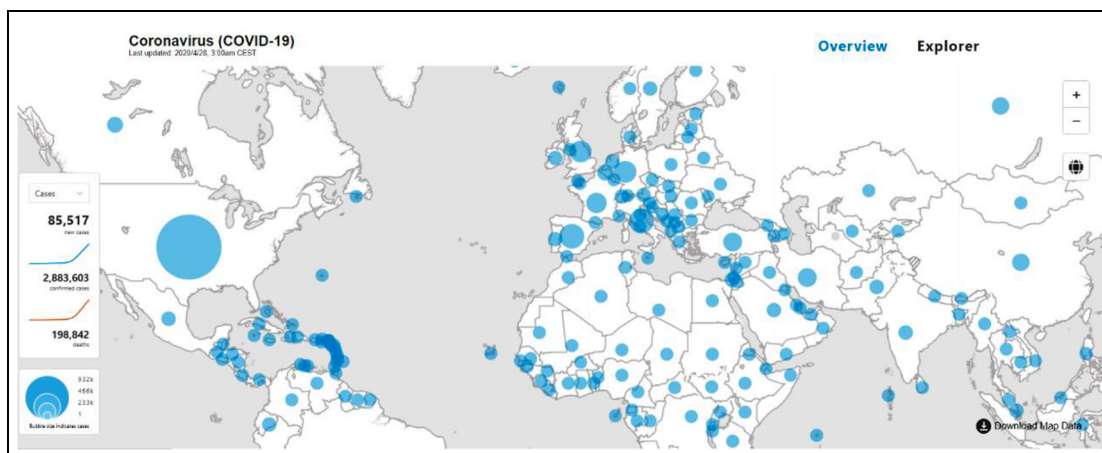 Coronavirus (COVID-19)
Last updated: 2020/4/28, 3:00am CEST
Overview Explorer
+
−
Cases
85,517
new cases
2,883,603
confirmed cases
198,842
deaths
932k
466k
233k
1
Bubble size indicates cases
Download Map Data